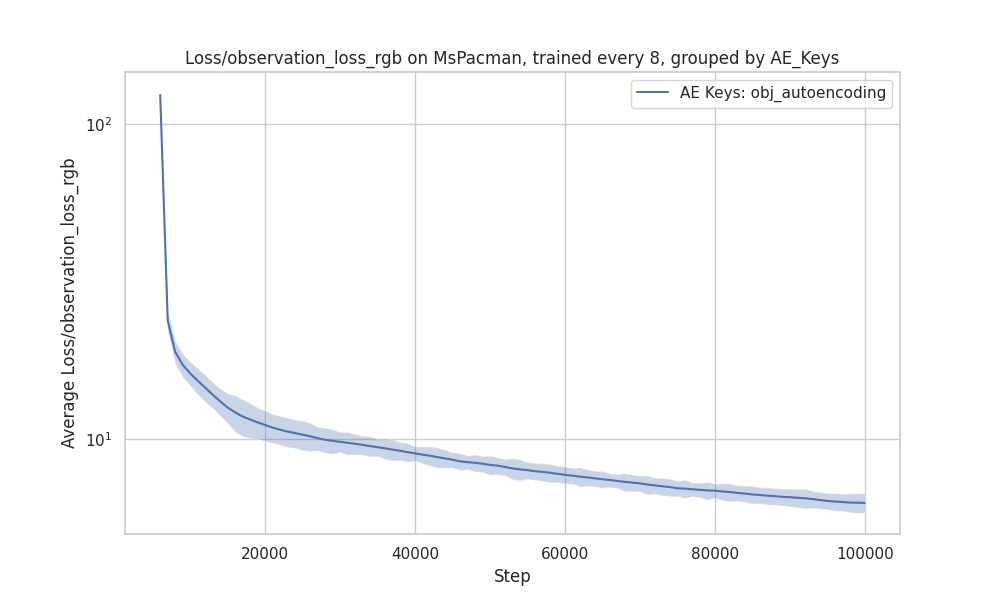 Loss/observation_loss_rgb on MsPacman, trained every 8, grouped by AE_Keys
AE Keys: obj_autoencoding
Average Loss/observation_loss_rgb
10²
10¹
20000
40000
60000
80000
100000
Step